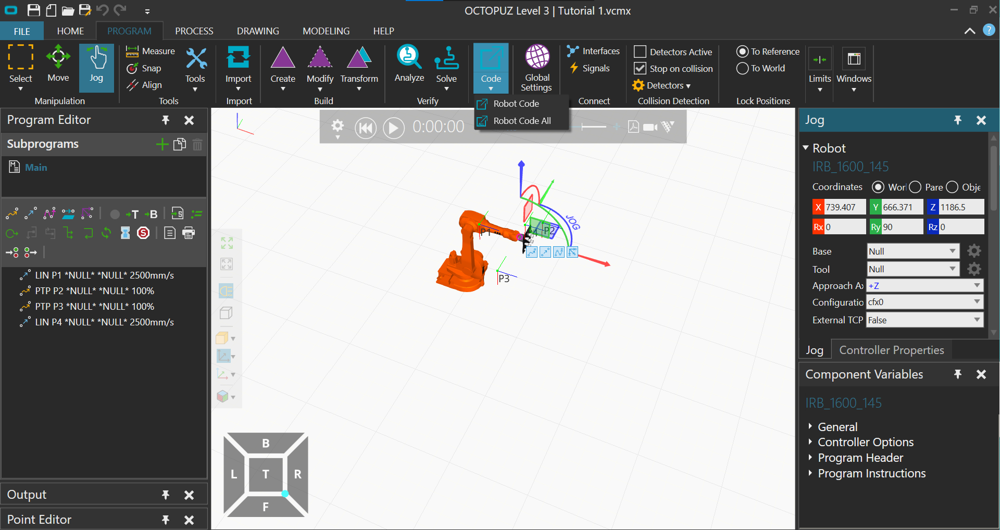 OCTOPUZ Level 3 | Tutorial 1.vcmx
FILE HOME PROGRAM PROCESS DRAWING MODELING HELP
?
Select Move Jog
Measure
Snap
Align
Tools
Import
Create Modify Transform
Analyze Solve
Code
Global Settings
Interfaces
Signals
Detectors Active
Stop on collision
Detectors
To Reference
To World
Limits Windows
Manipulation Tools Import Build Verify Connect Collision Detection Lock Positions
Robot Code
Robot Code All
Program Editor
Subprograms
Main
T B
S
LIN P1 *NULL* *NULL* 2500mm/s
PTP P2 *NULL* *NULL* 100%
PTP P3 *NULL* *NULL* 100%
LIN P4 *NULL* *NULL* 2500mm/s
Output
Point Editor
0:00:00
JOG
P1
4
P2
P3
B
L T R
F
Jog
Robot
IRB_1600_145
Coordinates Wor Pare Obje
X 739.407 Y 666.371 Z 1186.5
Rx 0 Ry 90 Rz 0
Base Null
Tool Null
Approach Ax +Z
Configuratio cfx0
External TCP False
Jog Controller Properties
Component Variables
IRB_1600_145
General
Controller Options
Program Header
Program Instructions